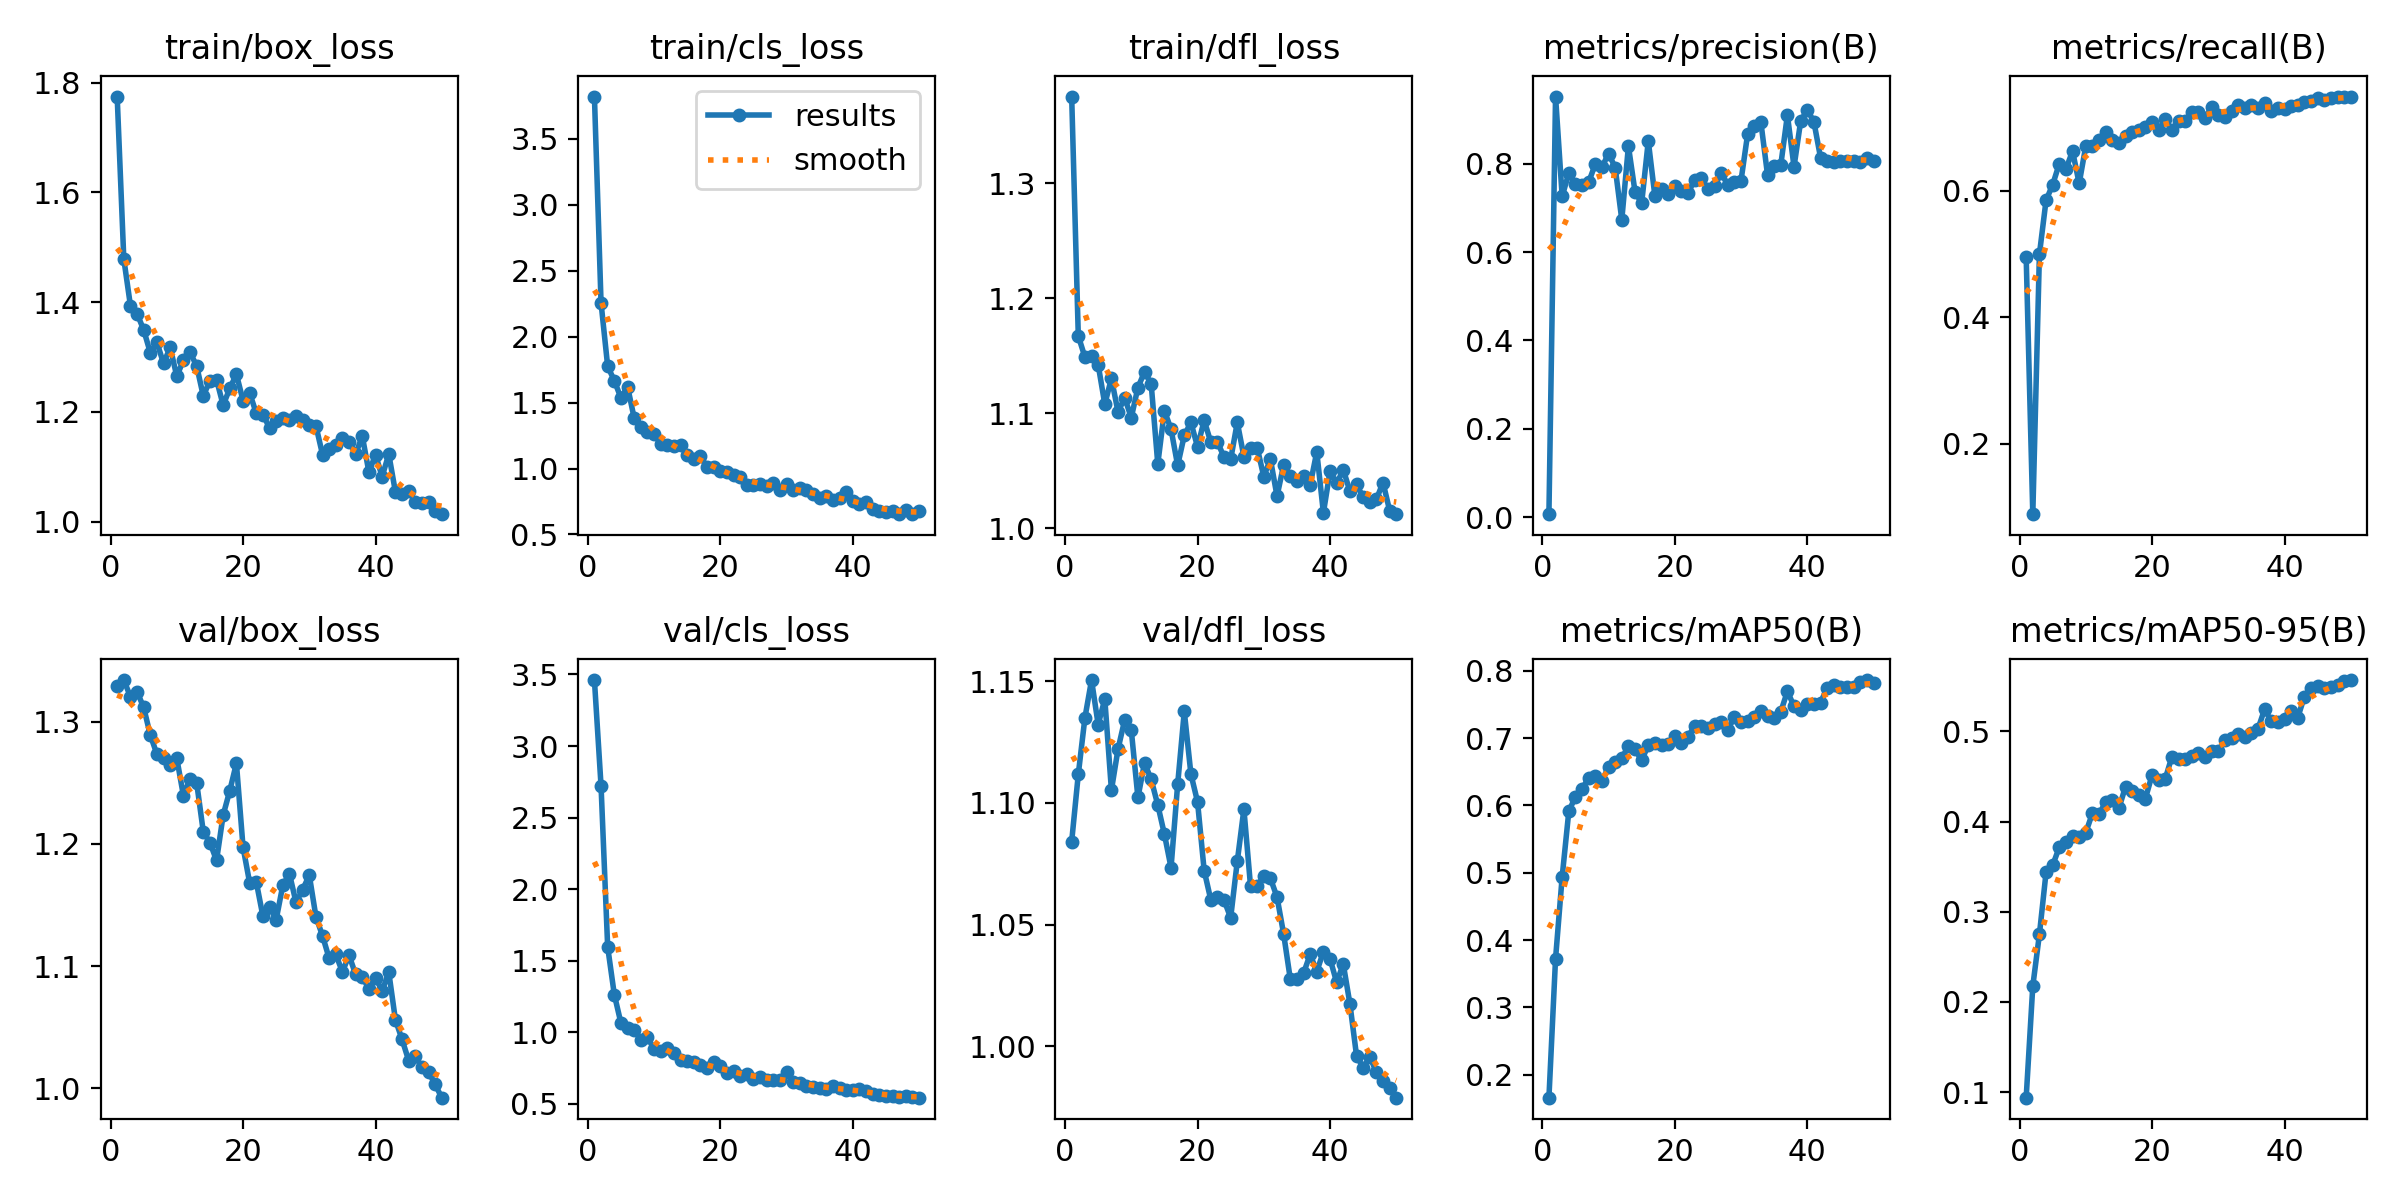 train/box_loss
1.8
1.6
1.4
1.2
1.0
0 20 40
train/cls_loss
results
smooth
3.5
3.0
2.5
2.0
1.5
1.0
0.5
0 20 40
train/dfl_loss
1.3
1.2
1.1
1.0
0 20 40
metrics/precision(B)
0.8
0.6
0.4
0.2
0.0
0 20 40
metrics/recall(B)
0.6
0.4
0.2
0 20 40
val/box_loss
1.3
1.2
1.1
1.0
0 20 40
val/cls_loss
3.5
3.0
2.5
2.0
1.5
1.0
0.5
0 20 40
val/dfl_loss
1.15
1.10
1.05
1.00
0 20 40
metrics/mAP50(B)
0.8
0.7
0.6
0.5
0.4
0.3
0.2
0 20 40
metrics/mAP50-95(B)
0.5
0.4
0.3
0.2
0.1
0 20 40